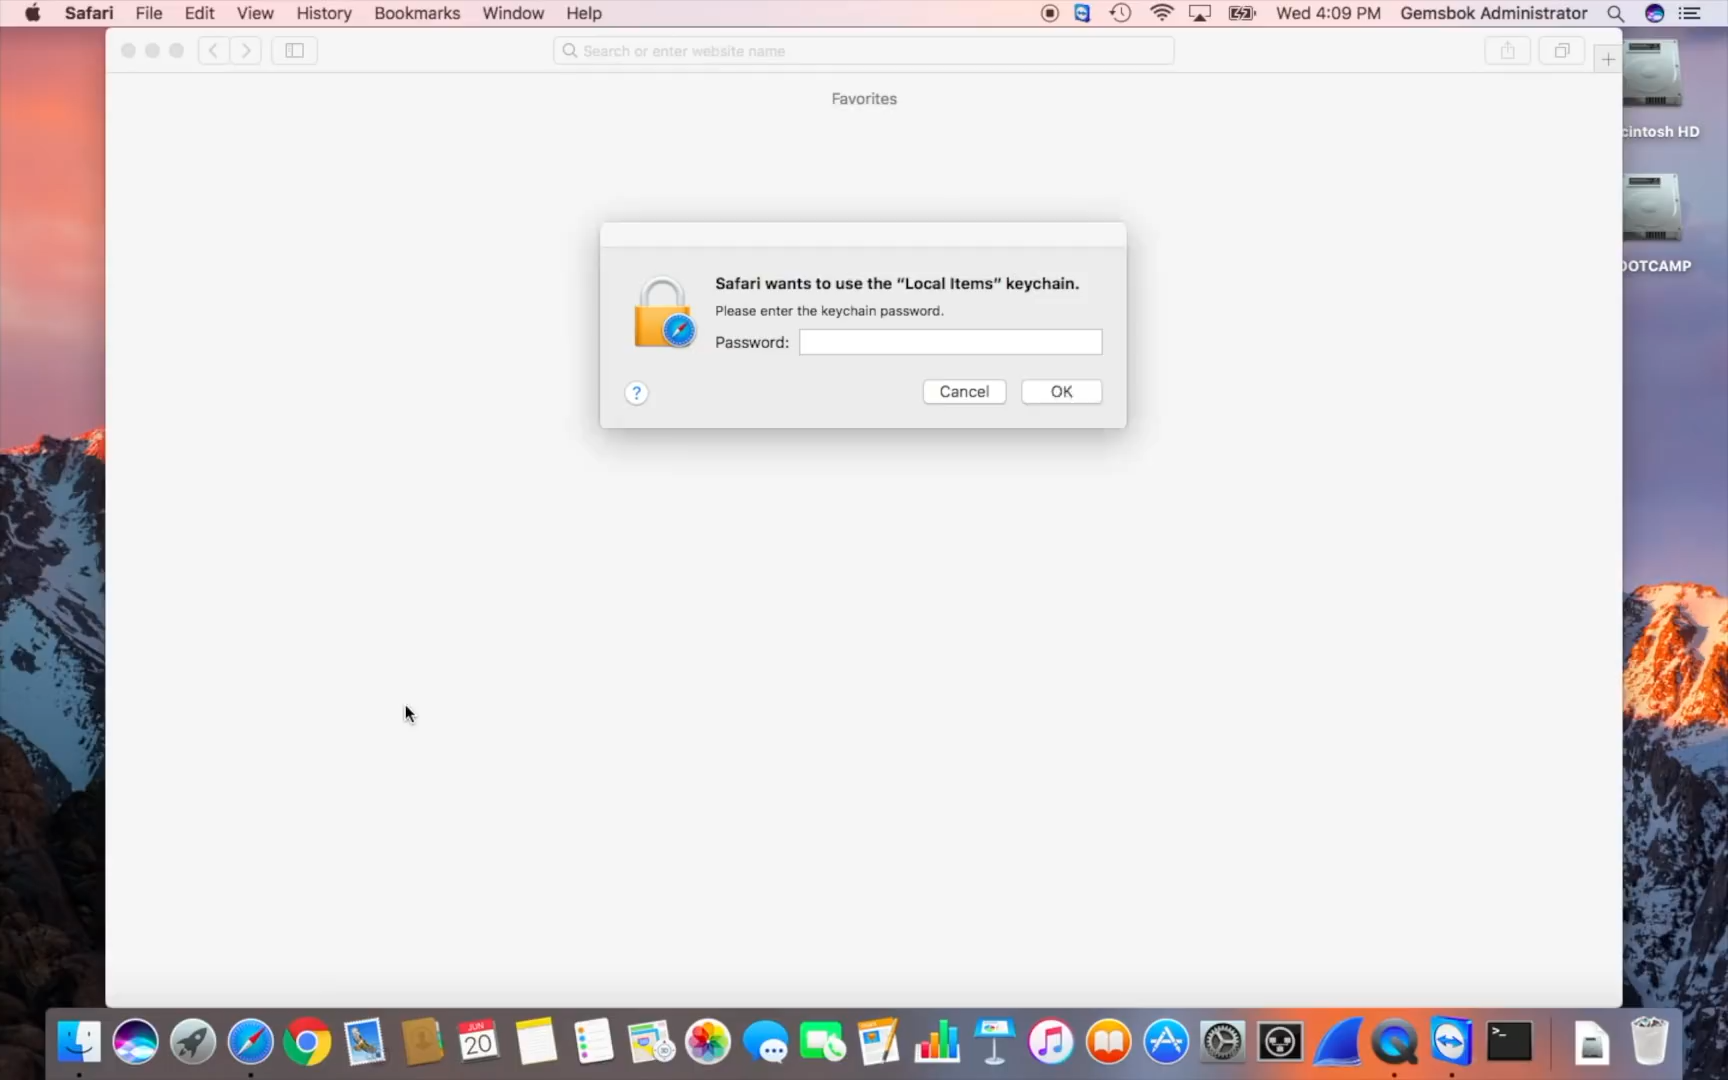 Safari File Edit View History Bookmarks Window Help Wed 4:09 PM Gemsbok Administrator
Search or enter website name
Favorites
cintosh HD
OOTCAMP
Safari wants to use the “Local Items” keychain.
Please enter the keychain password.
Password:
? Cancel OK
JUN
20